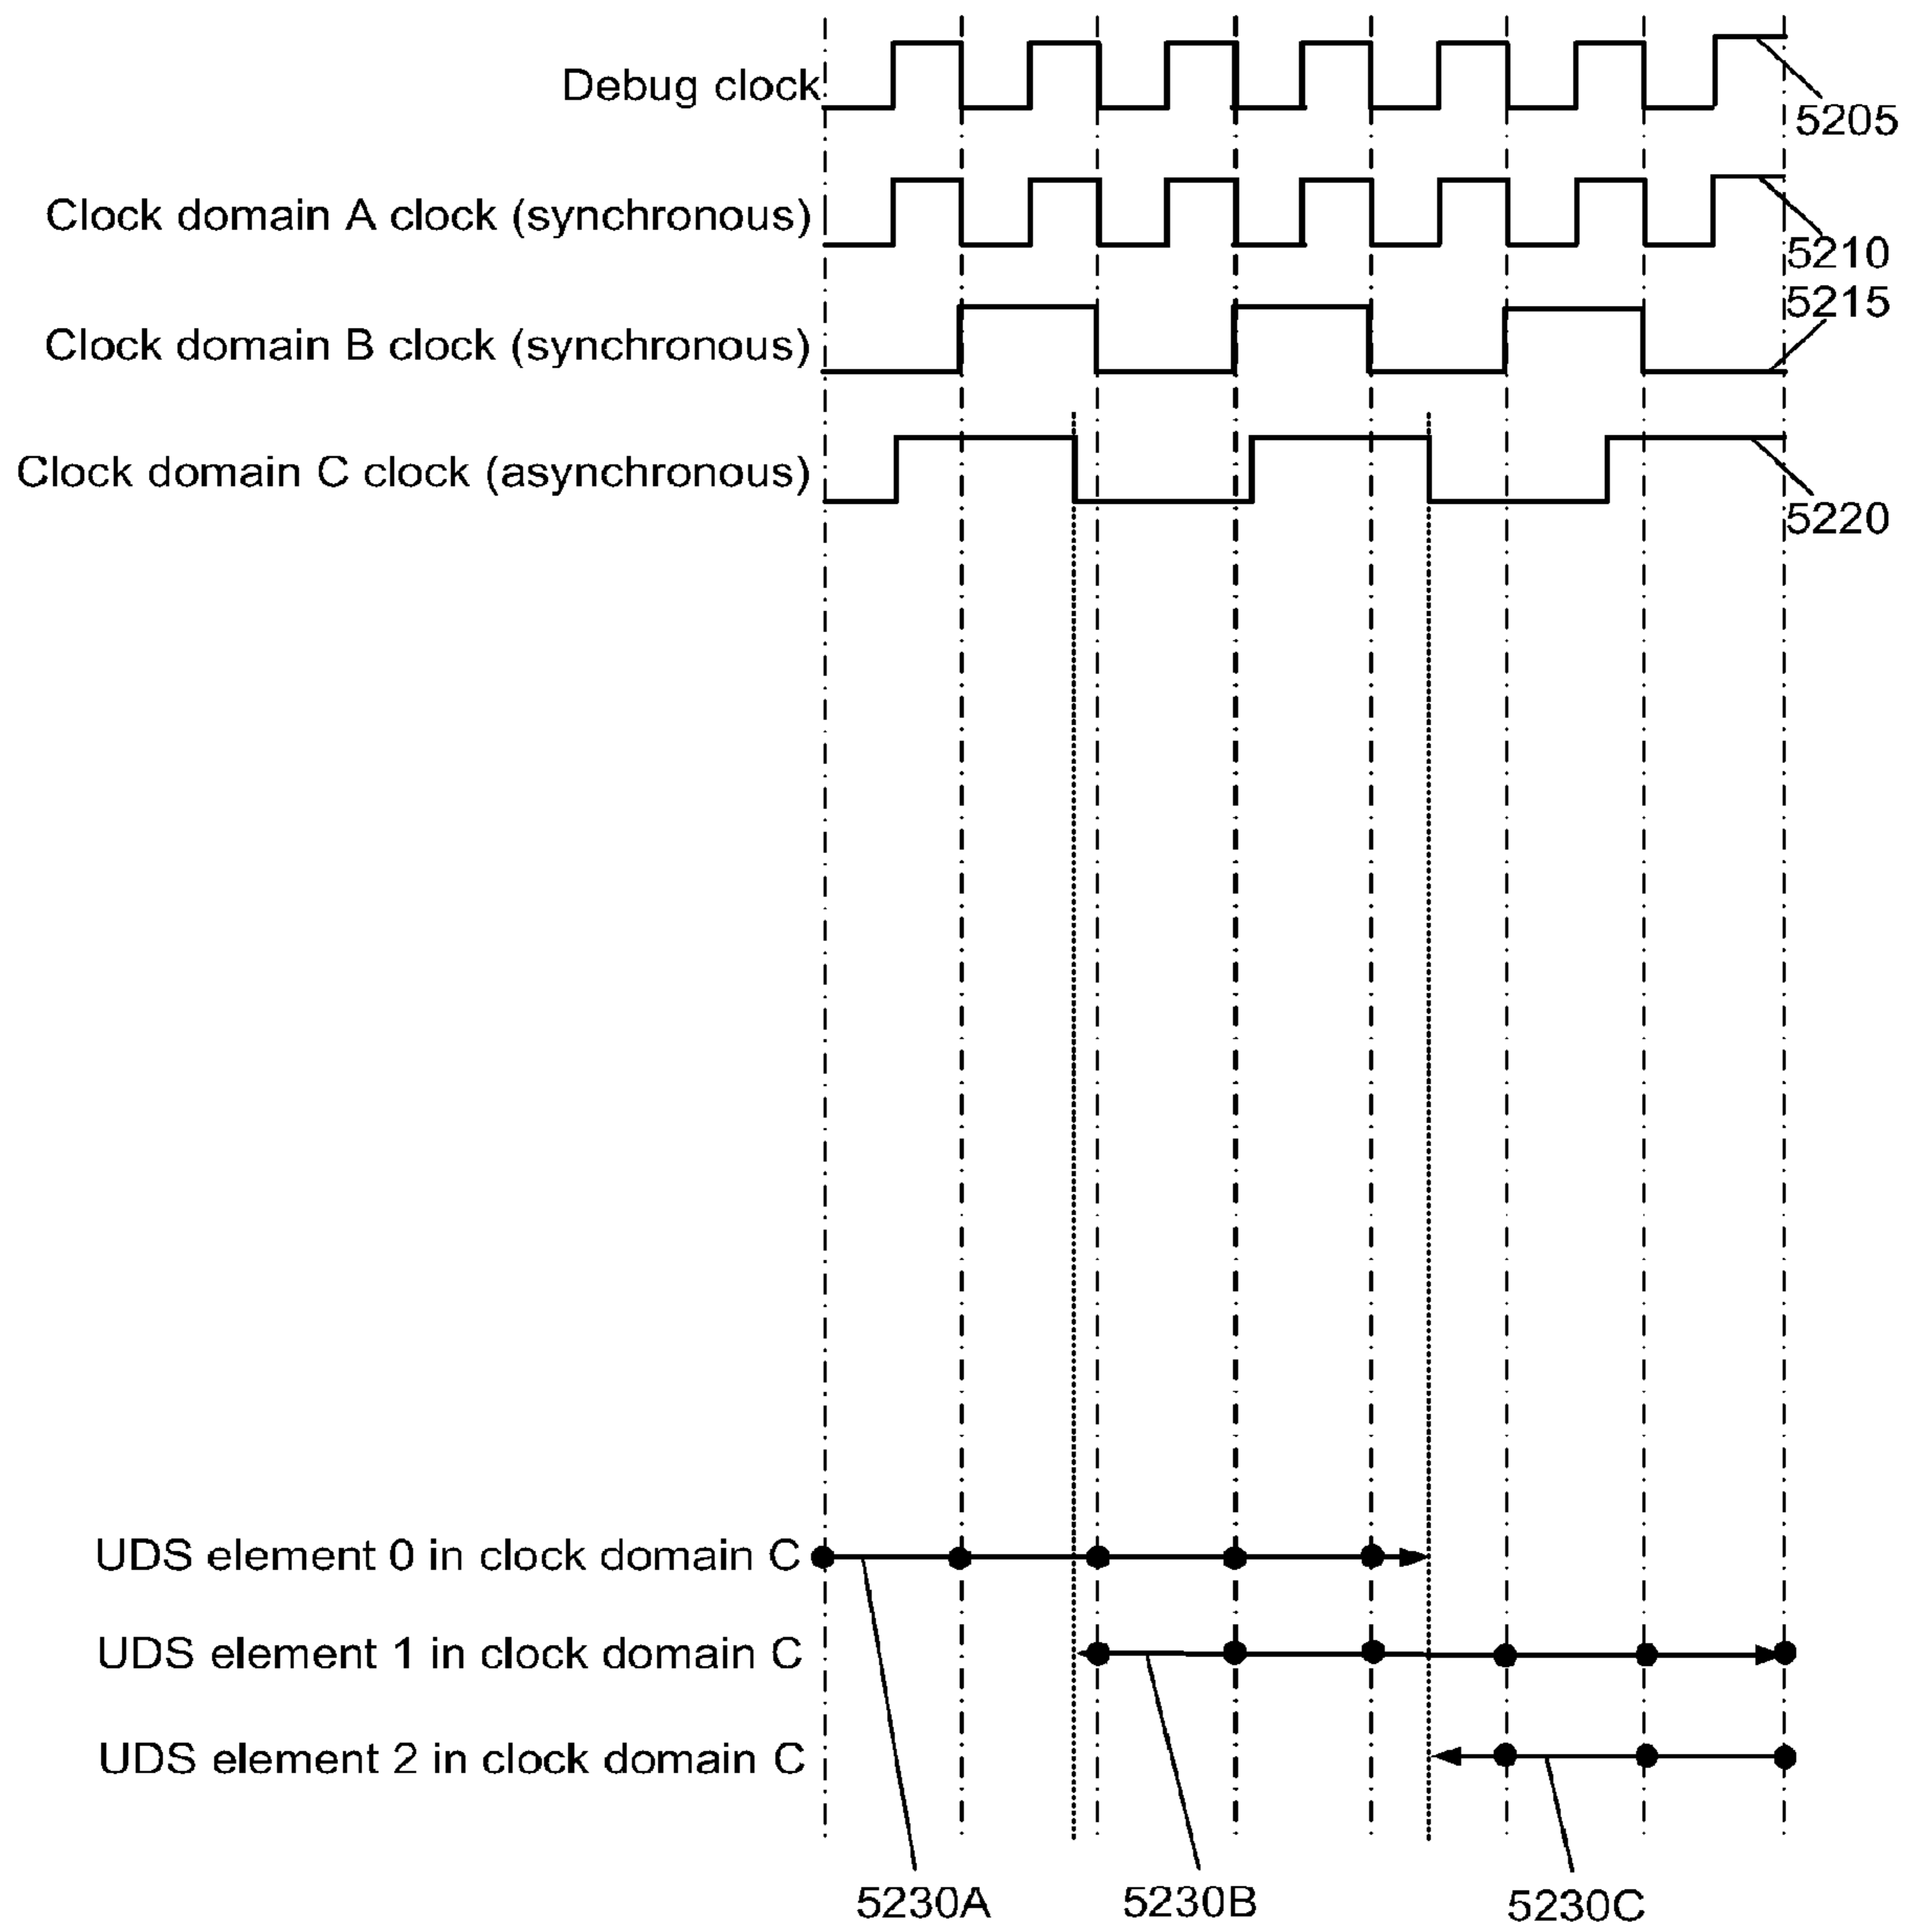 Debug clock
5205
Clock domain A clock (synchronous)
5210
5215
Clock domain B clock (synchronous)
Clock domain C clock (asynchronous)
5220
UDS element 0 in clock domain C
UDS element 1 in clock domain C
UDS element 2 in clock domain C
5230A
5230B
5230C